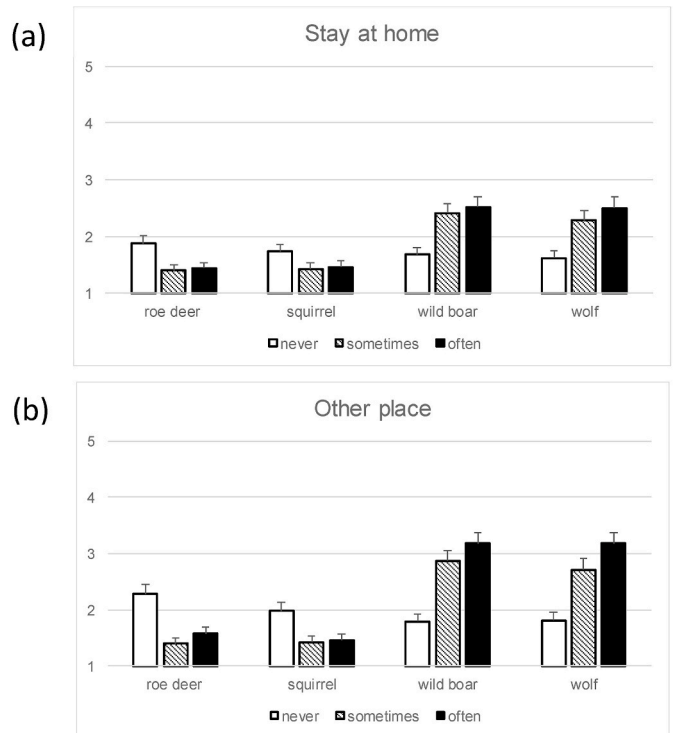 (a)
Stay at home
5
4
3
2
1
roe deer squirrel wild boar wolf
never sometimes often
(b)
Other place
5
4
3
2
1
roe deer squirrel wild boar wolf
never sometimes often